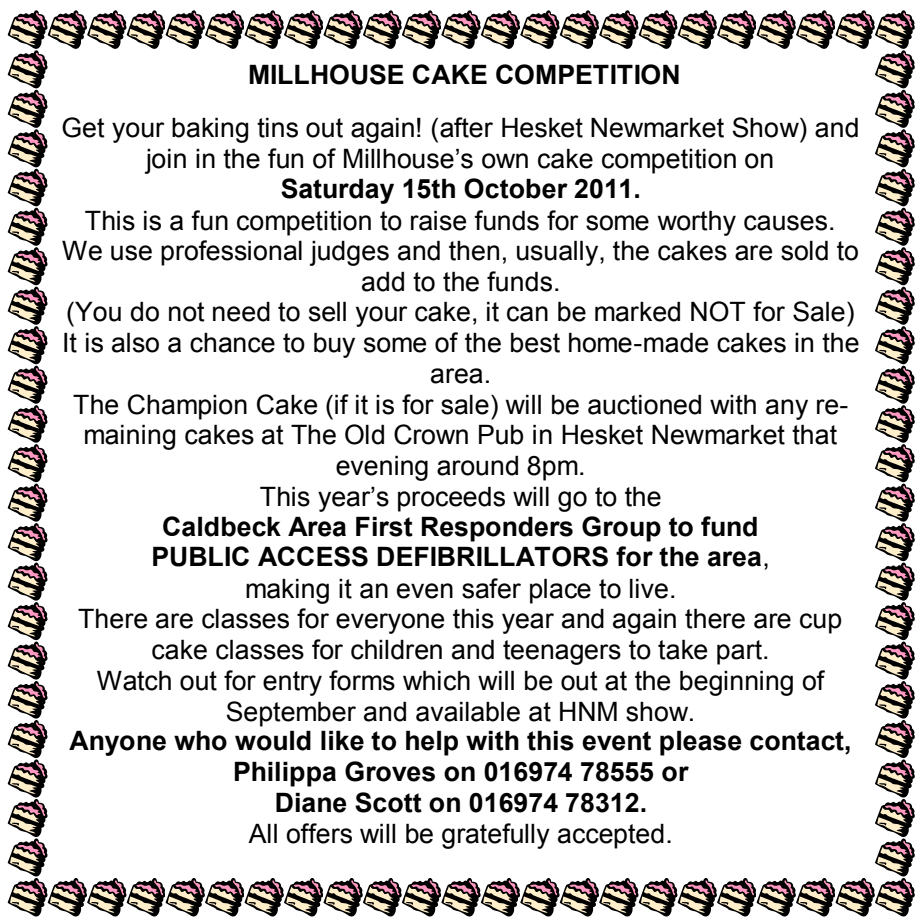 MILLHOUSE CAKE COMPETITION
Get your baking tins out again! (after Hesket Newmarket Show) and
join in the fun of Millhouse’s own cake competition on
Saturday 15th October 2011.
This is a fun competition to raise funds for some worthy causes.
We use professional judges and then, usually, the cakes are sold to
add to the funds.
(You do not need to sell your cake, it can be marked NOT for Sale)
It is also a chance to buy some of the best home-made cakes in the
area.
The Champion Cake (if it is for sale) will be auctioned with any re-
maining cakes at The Old Crown Pub in Hesket Newmarket that
evening around 8pm.
This year’s proceeds will go to the
Caldbeck Area First Responders Group to fund
PUBLIC ACCESS DEFIBRILLATORS for the area,
making it an even safer place to live.
There are classes for everyone this year and again there are cup
cake classes for children and teenagers to take part.
Watch out for entry forms which will be out at the beginning of
September and available at HNM show.
Anyone who would like to help with this event please contact,
Philippa Groves on 016974 78555 or
Diane Scott on 016974 78312.
All offers will be gratefully accepted.